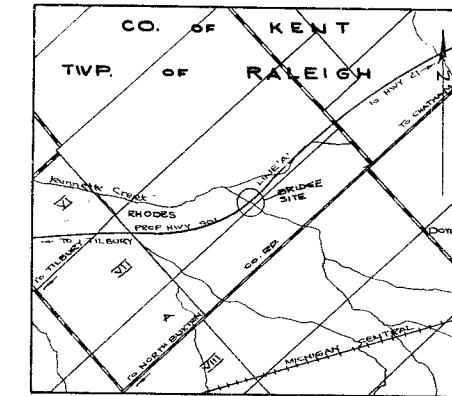 CO. OF KENT
TWP. OF RALEIGH
TO HWY 21
TO CHATHAM
LINE 'A'
Jeannette Creek
BRIDGE SITE
RHODES
PROP HWY 401
TO TILBURY
TO TILBURY
CO. RD.
VII
VIII
TO NORTH BUXTON
MICHIGAN CENTRAL
N